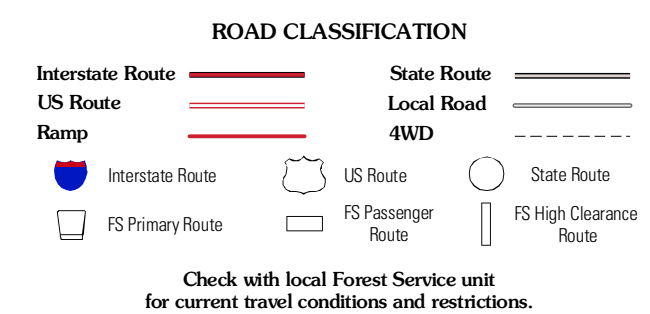 ROAD CLASSIFICATION
Interstate Route
State Route
US Route
Local Road
Ramp
4WD
Interstate Route
US Route
State Route
FS Primary Route
FS Passenger
Route
FS High Clearance
Route
Check with local Forest Service unit
for current travel conditions and restrictions.